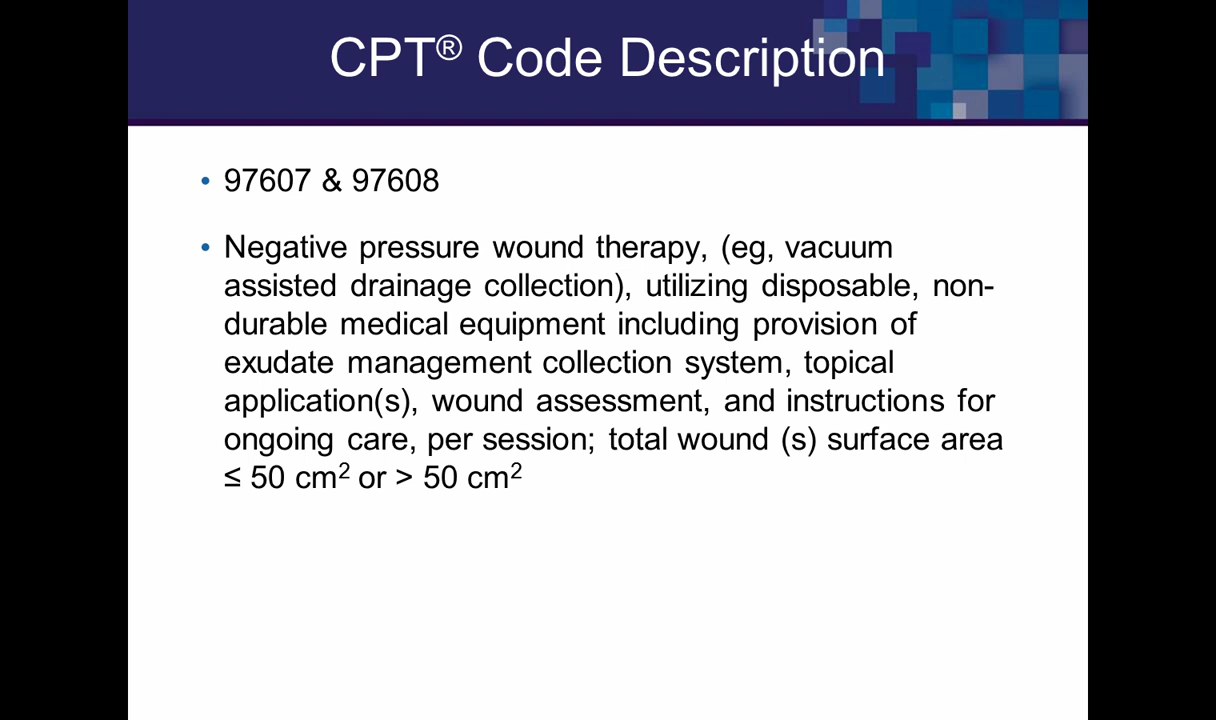 CPT® Code Description
• 97607 & 97608
• Negative pressure wound therapy, (eg, vacuum
assisted drainage collection), utilizing disposable, non-
durable medical equipment including provision of
exudate management collection system, topical
application(s), wound assessment, and instructions for
ongoing care, per session; total wound (s) surface area
≤ 50 cm² or > 50 cm²